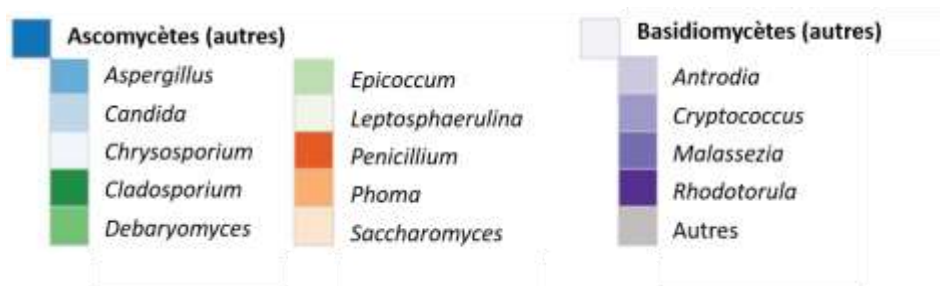 Ascomycètes (autres)
Aspergillus
Candida
Chrysosporium
Cladosporium
Debaryomyces
Epicoccum
Leptosphaerulina
Penicillium
Phoma
Saccharomyces
Basidiomycètes (autres)
Antrodia
Cryptococcus
Malassezia
Rhodotorula
Autres